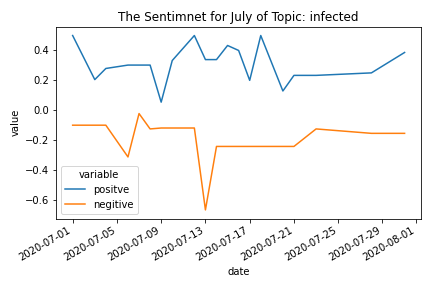 The Sentimnet for July of Topic: infected
value
0.4
0.2
0.0
−0.2
−0.4
−0.6
variable
positve
negitive
2020-07-01
2020-07-05
2020-07-09
2020-07-13
2020-07-17
2020-07-21
2020-07-25
2020-07-29
2020-08-01
date